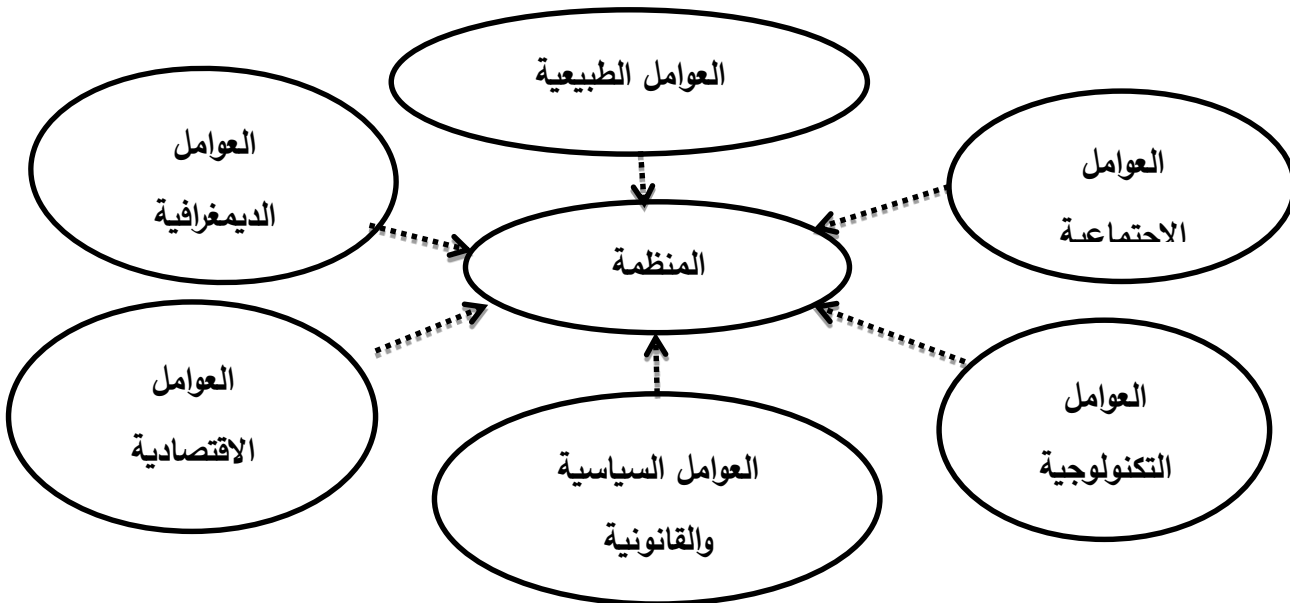 العوامل الطبيعية
العوامل
الاجتماعية
العوامل
الديمغرافية
المنظمة
العوامل
التكنولوجية
العوامل
الاقتصادية
العوامل السياسية
والقانونية